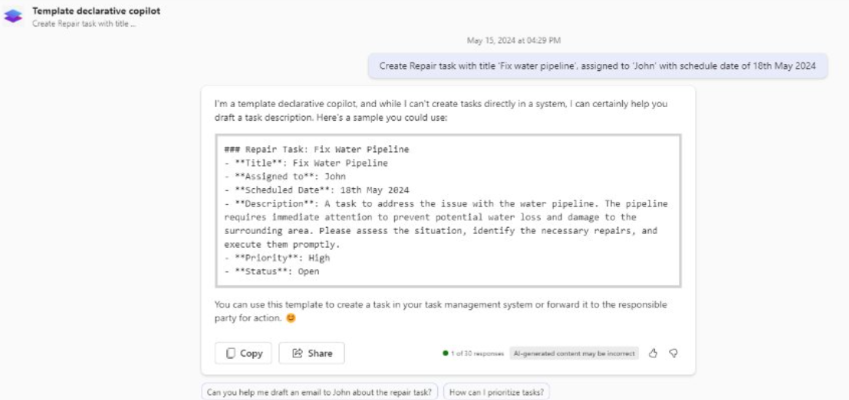 Template declarative copilot
Create Repair task with title ...
May 15, 2024 at 04:29 PM
Create Repair task with title 'Fix water pipeline', assigned to 'John' with schedule date of 18th May 2024
I'm a template declarative copilot, and while I can't create tasks directly in a system, I can certainly help you
draft a task description. Here's a sample you could use:
### Repair Task: Fix Water Pipeline
- **Title**: Fix Water Pipeline
- **Assigned to**: John
- **Scheduled Date**: 18th May 2024
- **Description**: A task to address the issue with the water pipeline. The pipeline
requires immediate attention to prevent potential water loss and damage to the
surrounding area. Please assess the situation, identify the necessary repairs, and
execute them promptly.
- **Priority**: High
- **Status**: Open
You can use this template to create a task in your task management system or forward it to the responsible
party for action. 😊
Copy
Share
1 of 30 responses
AI-generated content may be incorrect
Can you help me draft an email to John about the repair task?
How can I prioritize tasks?